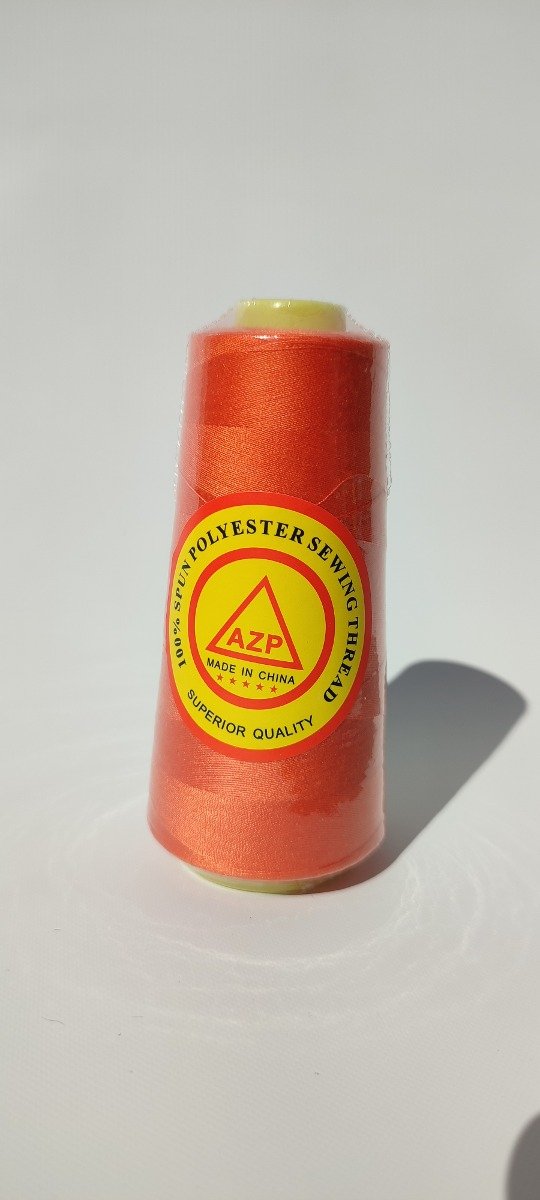 100% SPUN POLYESTER SEWING THREAD
AZP
MADE IN CHINA
★★★★★
SUPERIOR QUALITY